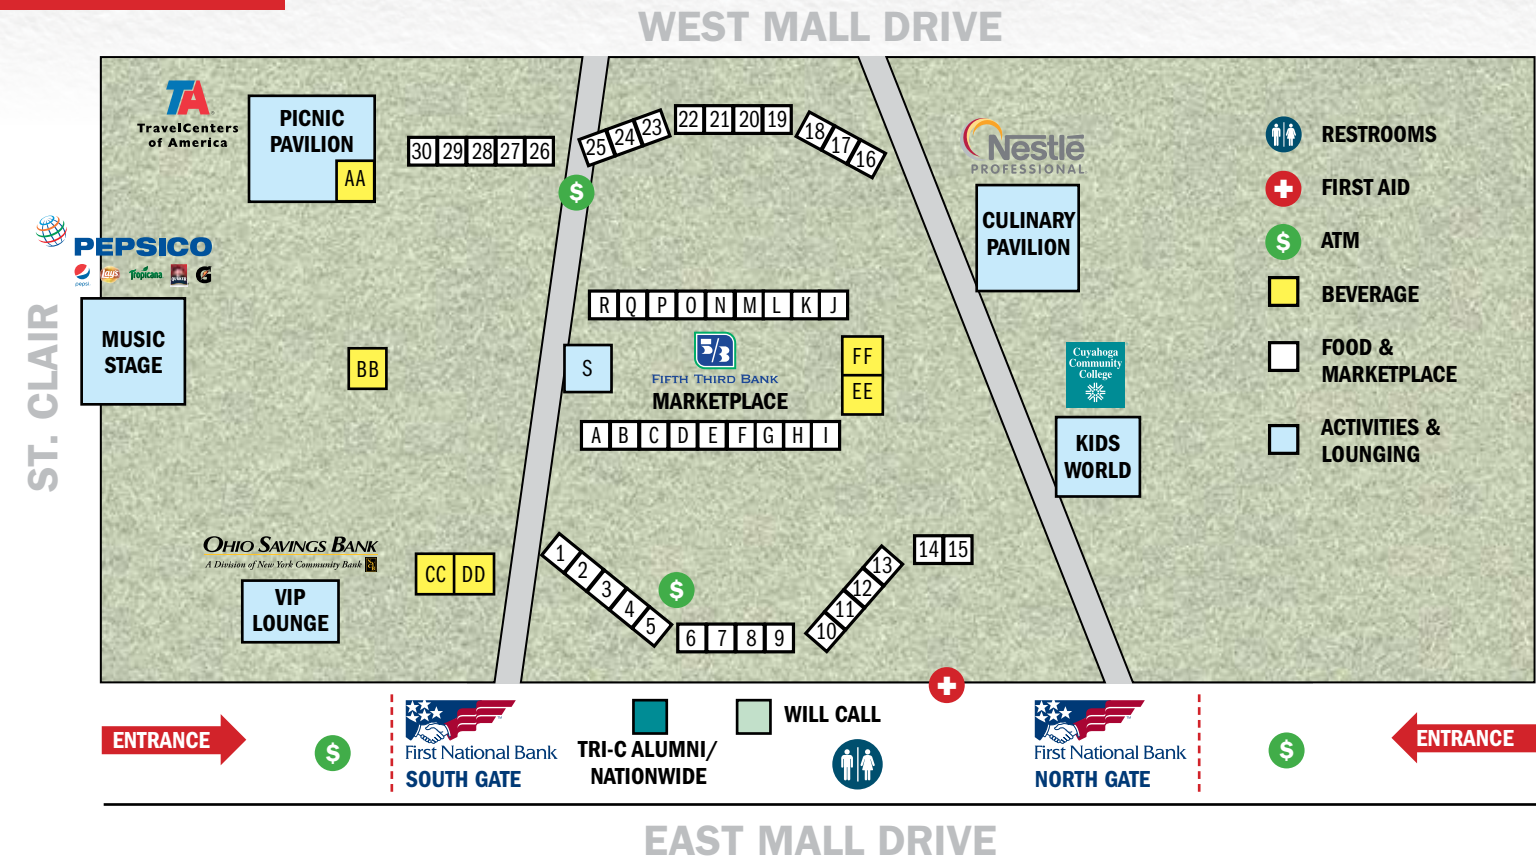 WEST MALL DRIVE
TA
TravelCenters
of America
PICNIC
PAVILION
AA
30 29 28 27 26
25 24 23
22 21 20 19
18 17 16
$
Nestlé
PROFESSIONAL
CULINARY
PAVILION
RESTROOMS
FIRST AID
$ ATM
BEVERAGE
FOOD &
MARKETPLACE
ACTIVITIES &
LOUNGING
PEPSICO
pepsi Lay's Tropicana QUAKER G
MUSIC
STAGE
ST. CLAIR
BB
R Q P O N M L K J
S
5/3
FIFTH THIRD BANK
MARKETPLACE
FF
EE
A B C D E F G H I
Cuyahoga
Community
College
KIDS
WORLD
OHIO SAVINGS BANK
A Division of New York Community Bank
VIP
LOUNGE
CC DD
1 2 3 4 5
$
6 7 8 9
10 11 12 13
14 15
ENTRANCE
$
First National Bank
SOUTH GATE
TRI-C ALUMNI/
NATIONWIDE
WILL CALL
First National Bank
NORTH GATE
$
ENTRANCE
EAST MALL DRIVE